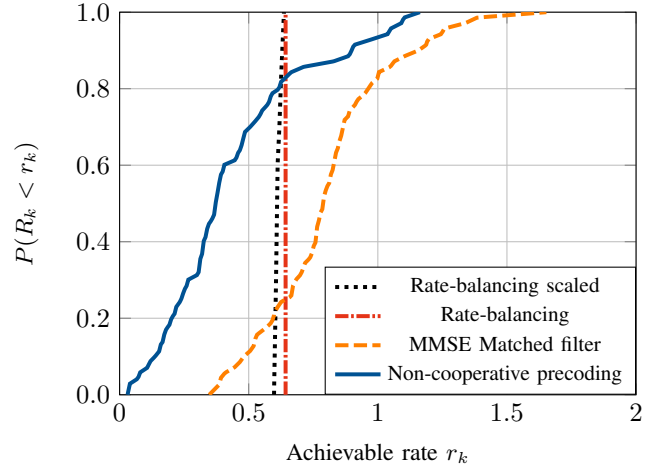 1.0
0.8
0.6
0.4
0.2
0.0
P(R_k < r_k)
Rate-balancing scaled
Rate-balancing
MMSE Matched filter
Non-cooperative precoding
0 0.5 1 1.5 2
Achievable rate r_k